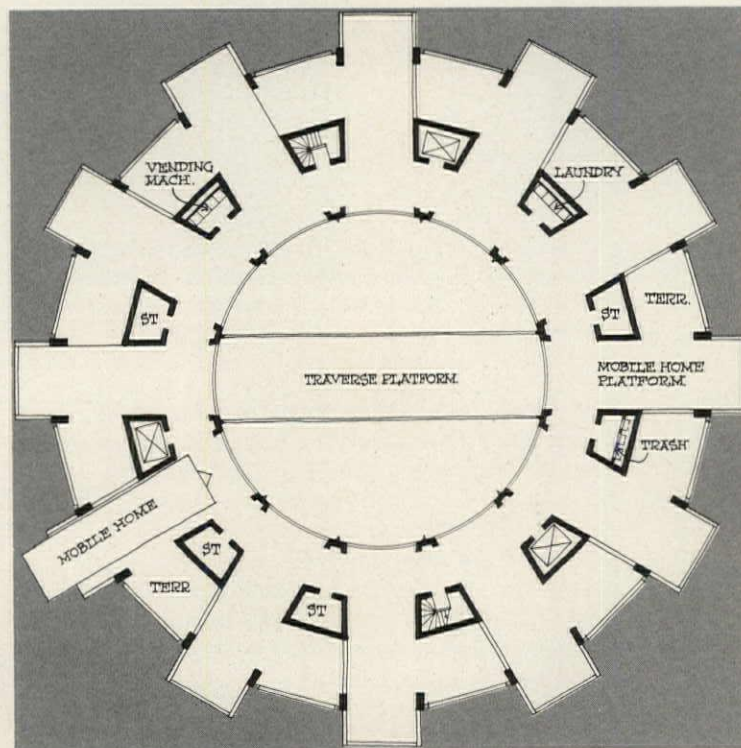 VENDING
MACH.
LAUNDRY
ST
ST
TERR.
TRAVERSE PLATFORM
MOBILE HOME
PLATFORM
TRASH
MOBILE HOME
ST
TERR
ST